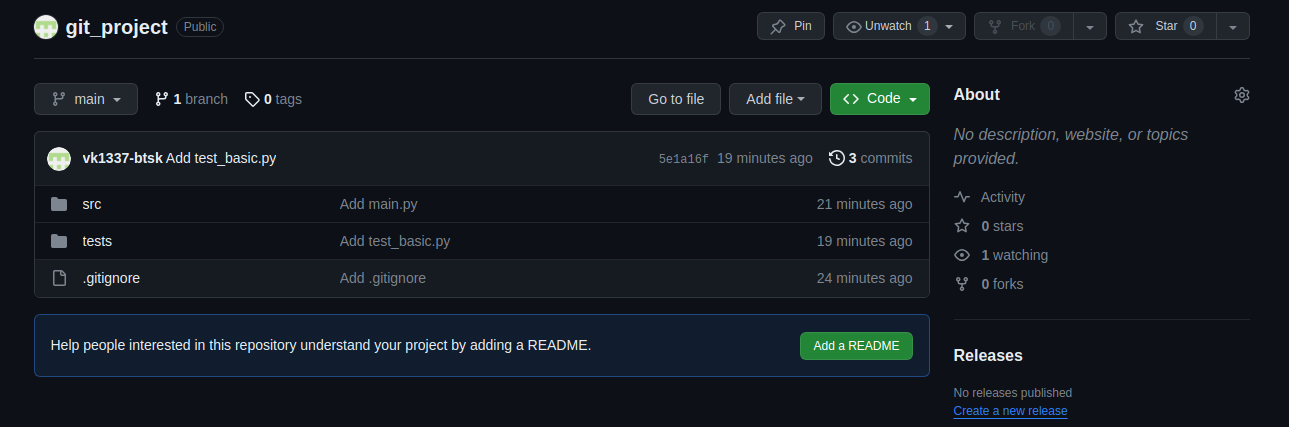 git_project Public Pin Unwatch 1 Fork 0 Star 0
main 1 branch 0 tags Go to file Add file Code
vk1337-btsk Add test_basic.py 5e1a16f 19 minutes ago 3 commits
src Add main.py 21 minutes ago
tests Add test_basic.py 19 minutes ago
.gitignore Add .gitignore 24 minutes ago
Help people interested in this repository understand your project by adding a README. Add a README
About
No description, website, or topics
provided.
Activity
0 stars
1 watching
0 forks
Releases
No releases published
Create a new release